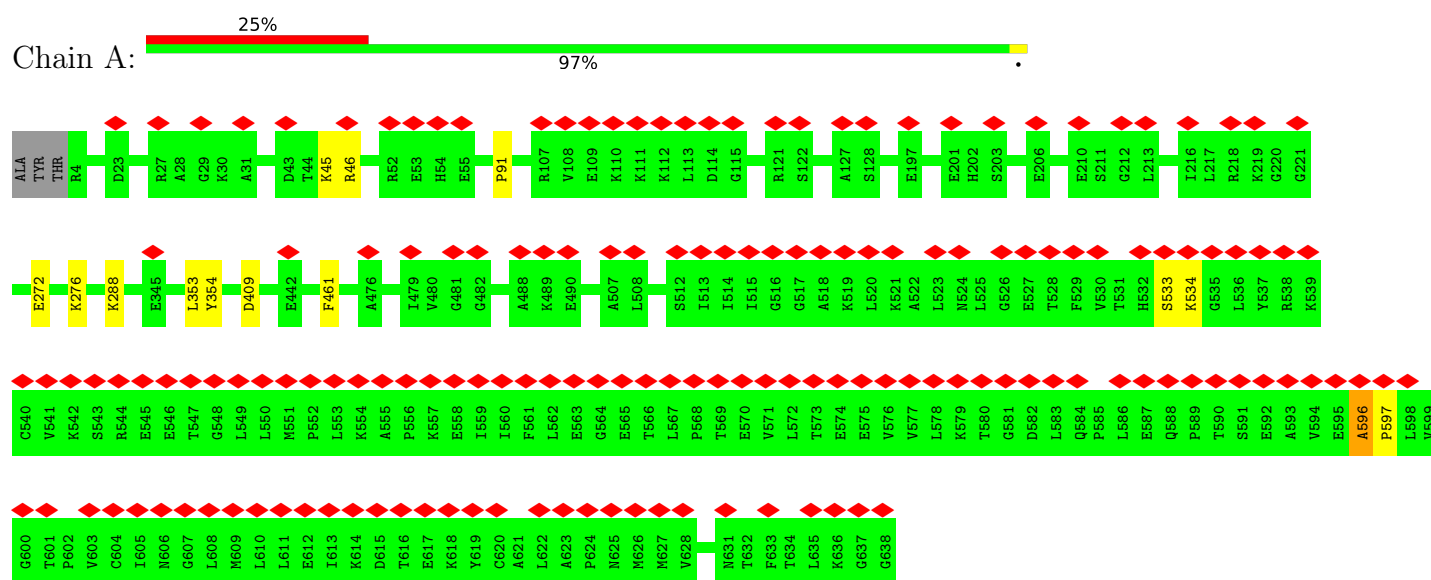 25%
Chain A:
97%
•
ALA TYR THR R4 D23 R27 A28 G29 K30 A31 D43 T44 K45 R46 R52 E53 H54 E55 P91 R107 V108 E109 K110 K111 K112 L113 D114 G115 R121 S122 A127 S128 E197 E201 H202 S203 E206 E210 S211 G212 L213 I216 L217 R218 K219 G220 G221
E272 K276 K288 E345 L353 Y354 D409 E442 F461 A476 I479 V480 G481 G482 A488 K489 E490 A507 L508 S512 I513 I514 I515 G516 G517 A518 K519 L520 K521 A522 L523 N524 L525 G526 E527 T528 F529 V530 T531 H532 S533 K534 G535 L536 Y537 R538 K539
C540 V541 K542 S543 R544 E545 E546 T547 G548 L549 L550 M551 P552 L553 K554 A555 P556 K557 E558 I559 I560 F561 L562 E563 G564 E565 T566 L567 P568 T569 E570 V571 L572 T573 E574 E575 V576 V577 L578 K579 T580 G581 D582 L583 Q584 P585 L586 E587 Q588 P589 T590 S591 E592 A593 V594 E595 A596 P597 L598 V599
G600 T601 P602 V603 C604 I605 N606 G607 L608 M609 L610 L611 E612 I613 K614 D615 T616 E617 K618 Y619 C620 A621 L622 A623 P624 N625 M626 M627 V628 N631 T632 F633 T634 L635 K636 G637 G638